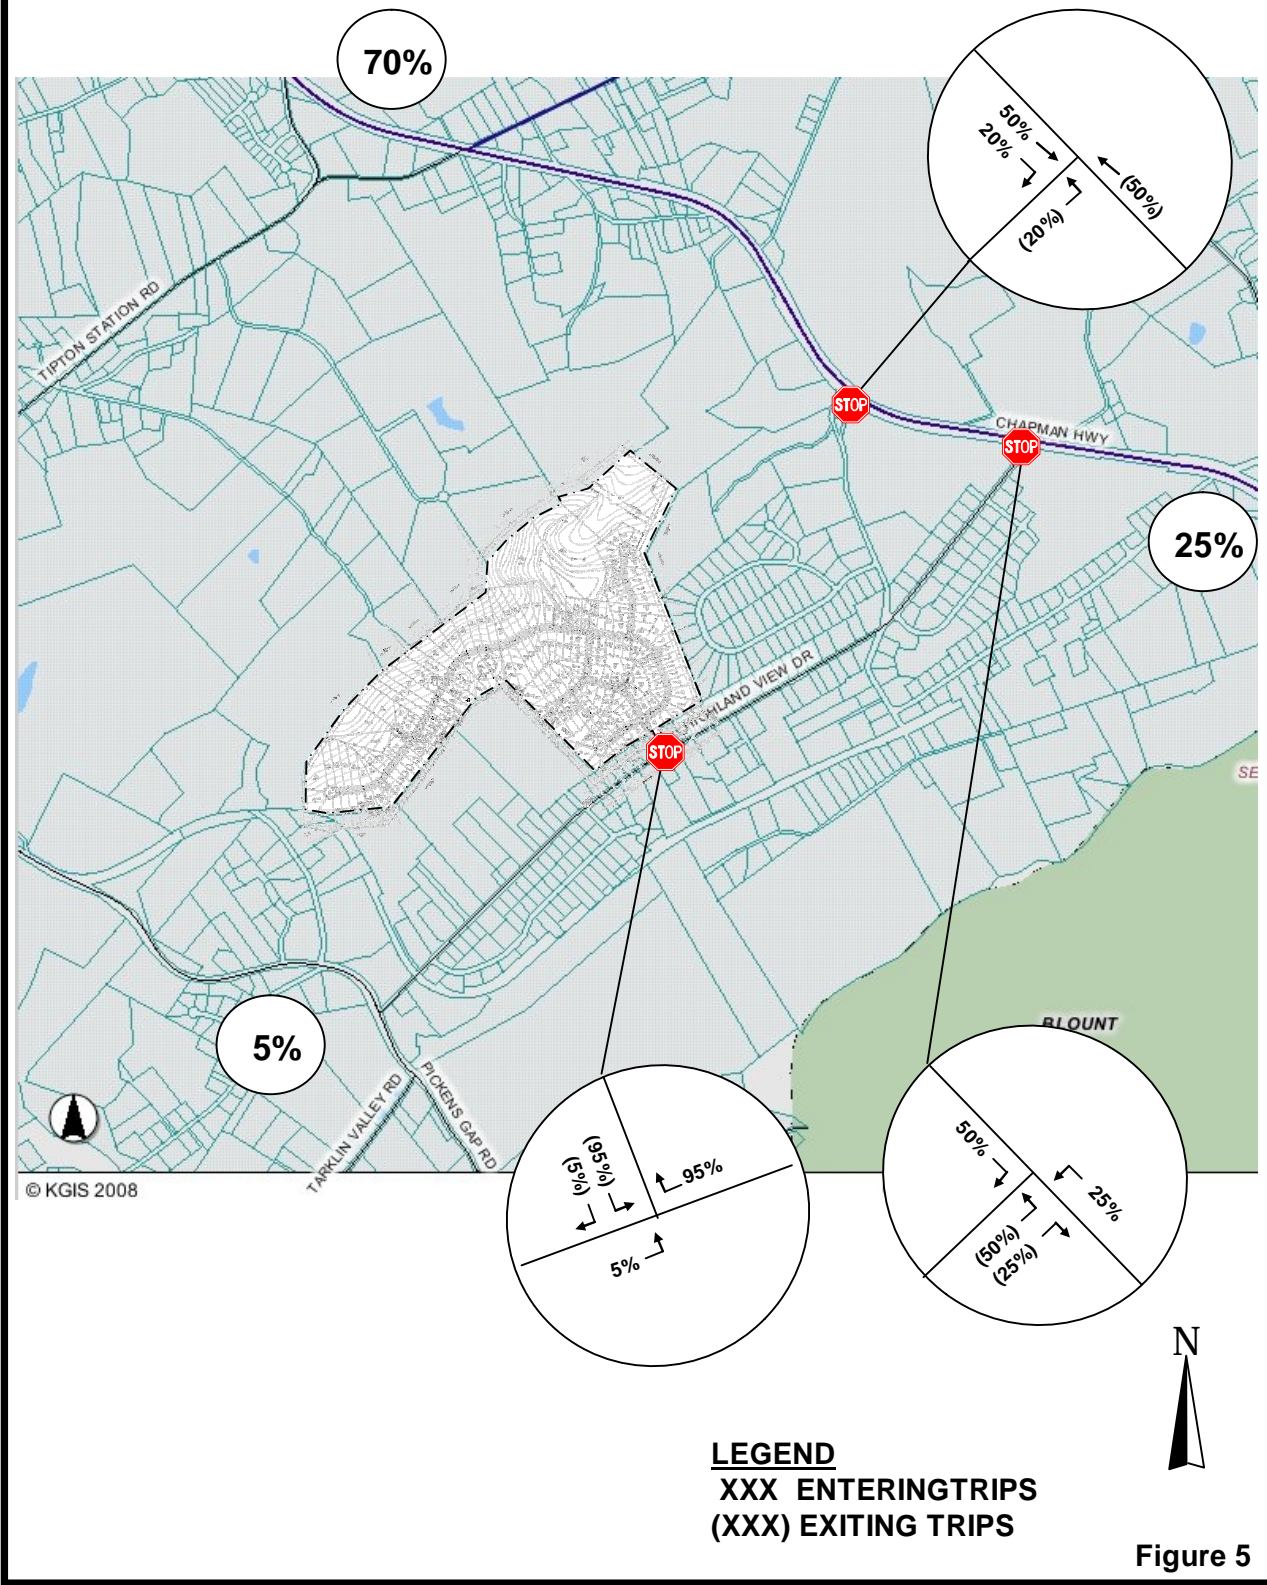 70%
50%
20%
(50%)
(20%)
TIPTON STATION RD
STOP
CHAPMAN HWY
STOP
25%
HIGHLAND VIEW DR
STOP
SE
BLOUNT
5%
PICKENS GAP RD
TARKLIN VALLEY RD
© KGIS 2008
(95%)
(5%)
95%
5%
50%
25%
(50%)
(25%)
N
LEGEND
XXX ENTERINGTRIPS
(XXX) EXITING TRIPS
Figure 5